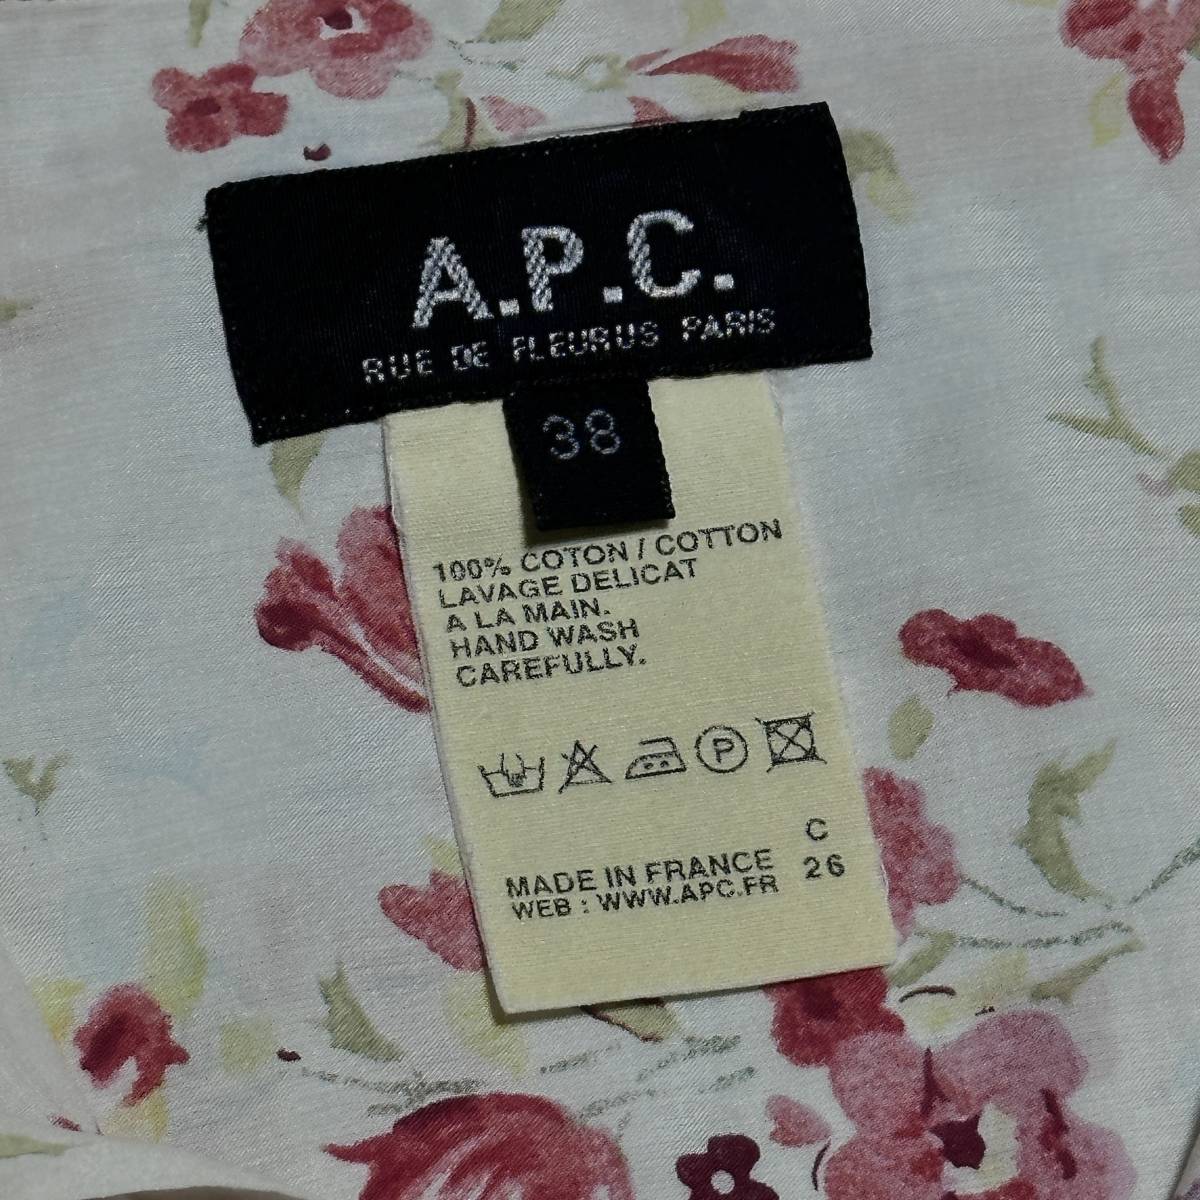 A.P.C.
RUE DE FLEURUS PARIS
38
100% COTON / COTTON
LAVAGE DELICAT
A LA MAIN.
HAND WASH
CAREFULLY.
P
C
MADE IN FRANCE 26
WEB : WWW.APC.FR